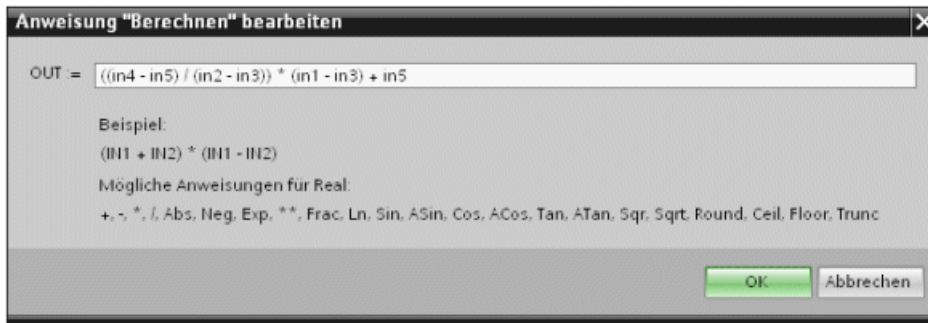 Anweisung "Berechnen" bearbeiten
OUT := ((in4 - in5) / (in2 - in3)) * (in1 - in3) + in5
Beispiel:
(IN1 + IN2) * (IN1 - IN2)
Mögliche Anweisungen für Real:
+, -, *, /, Abs, Neg, Exp, **, Frac, Ln, Sin, ASin, Cos, ACos, Tan, ATan, Sqr, Sqrt, Round, Ceil, Floor, Trunc
OK Abbrechen